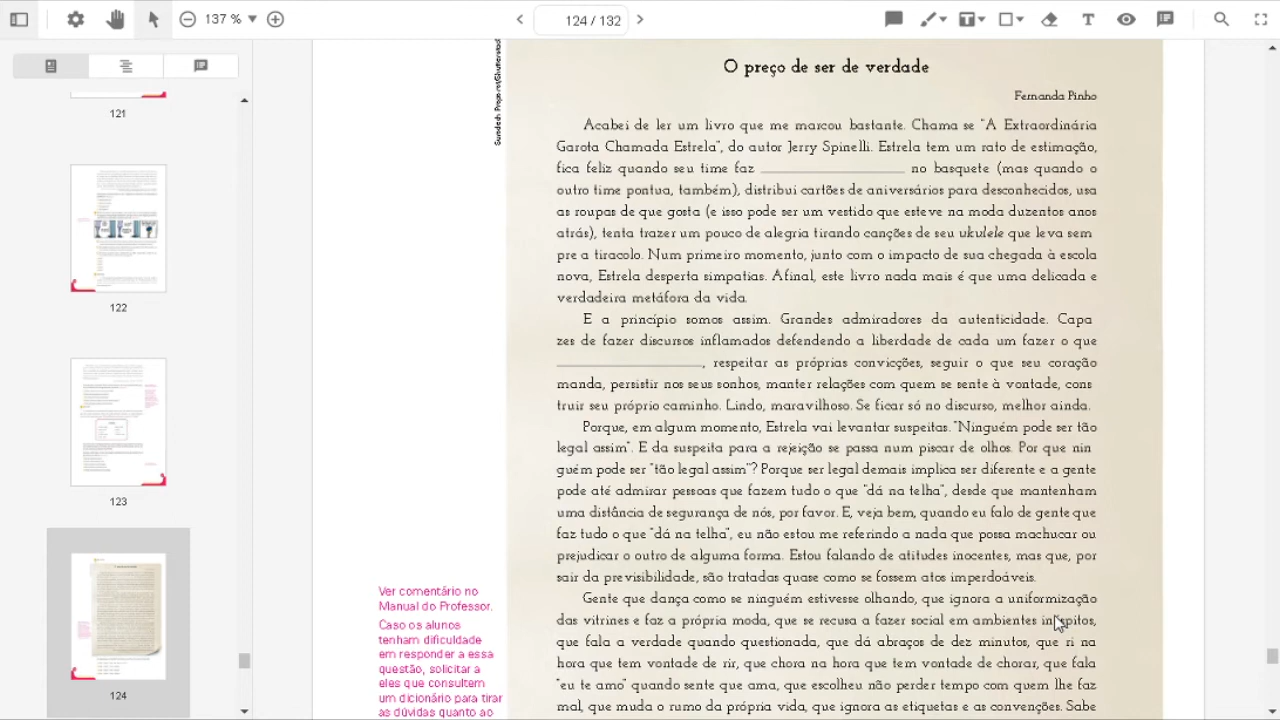 137 %
124 / 132
121
122
123
124
O preço de ser de verdade
Fernanda Pinho
Acabei de ler um livro que me marcou bastante. Chama se "A Extraordinária
Garota Chamada Estrela", do autor Jerry Spinelli. Estrela tem um rato de estimação,
fica feliz quando seu time faz ____________________ no basquete (mas quando o
outro time pontua, também), distribui cartões de aniversários para desconhecidos, usa
as roupas de que gosta (e isso pode ser um vestido que esteve na moda duzentos anos
atrás), tenta trazer um pouco de alegria tirando canções de seu ukulele que leva sem
pre a tiracolo. Num primeiro momento, junto com o impacto de sua chegada à escola
nova, Estrela desperta simpatias. Afinal, este livro nada mais é que uma delicada e
verdadeira metáfora da vida.
E a princípio somos assim. Grandes admiradores da autenticidade. Capa
zes de fazer discursos inflamados defendendo a liberdade de cada um fazer o que
, respeitar as próprias convicções, seguir o que seu coração
manda, persistir nos seus sonhos, manter laços com quem se sente à vontade, cons
truir seu próprio caminho. Lindo, maravilhoso. Se ficar só no discurso, melhor ainda.
Porque, em algum momento, Estrela vai levantar suspeitas. "Ninguém pode ser tão
legal assim". E da suspeita para a rejeição se passa em um piscar de olhos. Por que nin
guém pode ser "tão legal assim"? Porque ser legal demais implica ser diferente e a gente
pode até admirar pessoas que fazem tudo o que "dá na telha", desde que mantenham
uma distância de segurança de nós, por favor. E, veja bem, quando eu falo de gente que
faz tudo o que "dá na telha", eu não estou me referindo a nada que possa machucar ou
prejudicar o outro de alguma forma. Estou falando de atitudes inocentes, mas que, por
sair da previsibilidade, são tratadas quase como se fossem atos imperdoáveis.
Gente que dança como se ninguém estivesse olhando, que ignora a uniformização
das vitrines e faz a própria moda, que se recusa a fazer social em ambientes inóspitos,
que fala a verdade quando questionada, que dá abraços de dez minutos, que ri na
hora que tem vontade de rir, que chora na hora que tem vontade de chorar, que fala
"eu te amo" quando sente que ama, que escolheu não perder tempo com quem lhe faz
mal, que muda o rumo da própria vida, que ignora as etiquetas e as convenções. Sabe
Ver comentário no
Manual do Professor.
Caso os alunos
tenham dificuldade
em responder a essa
questão, solicitar a
eles que consultem
um dicionário para tirar
as dúvidas quanto ao